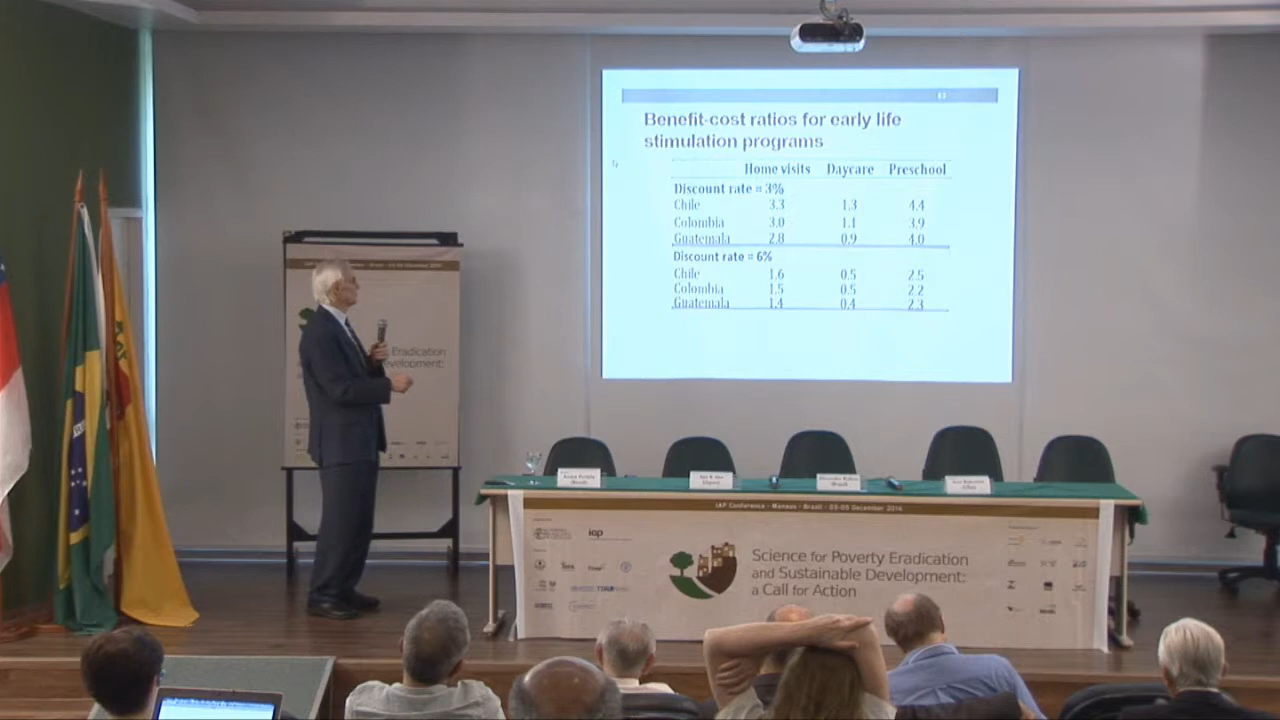 83
Benefit-cost ratios for early life
stimulation programs
Home visits Daycare Preschool
Discount rate = 3%
Chile 3.3 1.3 4.4
Colombia 3.0 1.1 3.9
Guatemala 2.8 0.9 4.0
Discount rate = 6%
Chile 1.6 0.5 2.5
Colombia 1.5 0.5 2.2
Guatemala 1.4 0.4 2.3
Eradication
evelopment:
IAP Conference - Manaus - Brazil - 03-05 December 2014
iap
Science for Poverty Eradication
and Sustainable Development:
a Call for Action